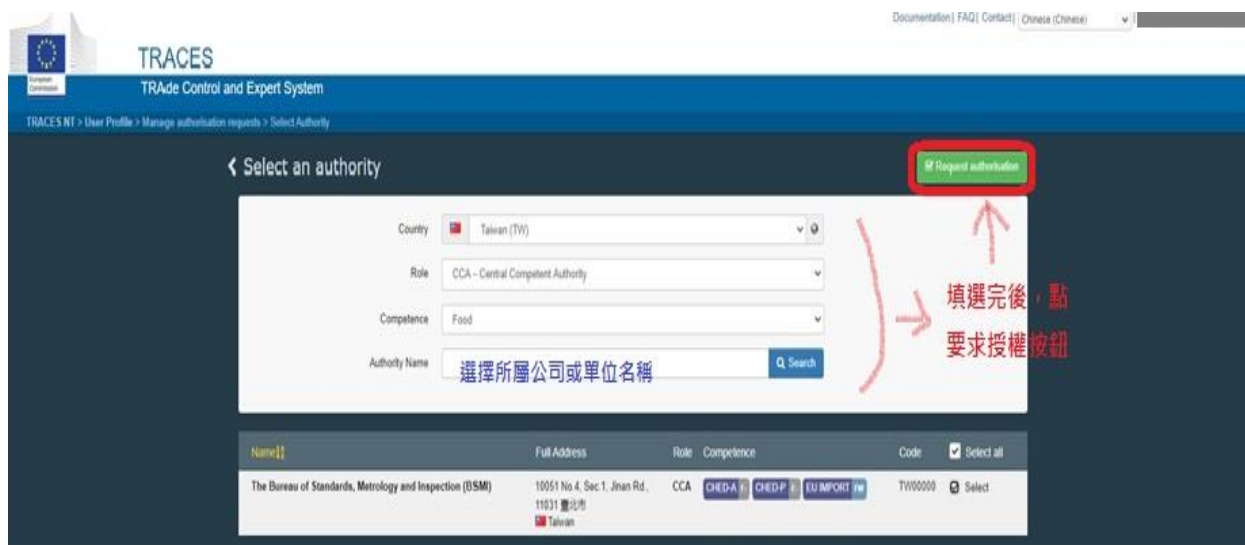 Documentation| FAQ| Contact| Chinese (Chinese)
European
Commission
TRACES
TRAde Control and Expert System
TRACES NT > User Profile > Manage authorisation requests > Select Authority
Select an authority
Request authorisation
Country Taiwan (TW)
Role CCA - Central Competent Authority
Competence Food
Authority Name 選擇所屬公司或單位名稱 Search
填選完後，點
要求授權按鈕
Name Full Address Role Competence Code Select all
The Bureau of Standards, Metrology and Inspection (BSMI) 10051 No.4, Sec.1, Jinan Rd., CCA CHED-A CHED-P EU IMPORT TW00000 Select
11031 臺北市
Taiwan